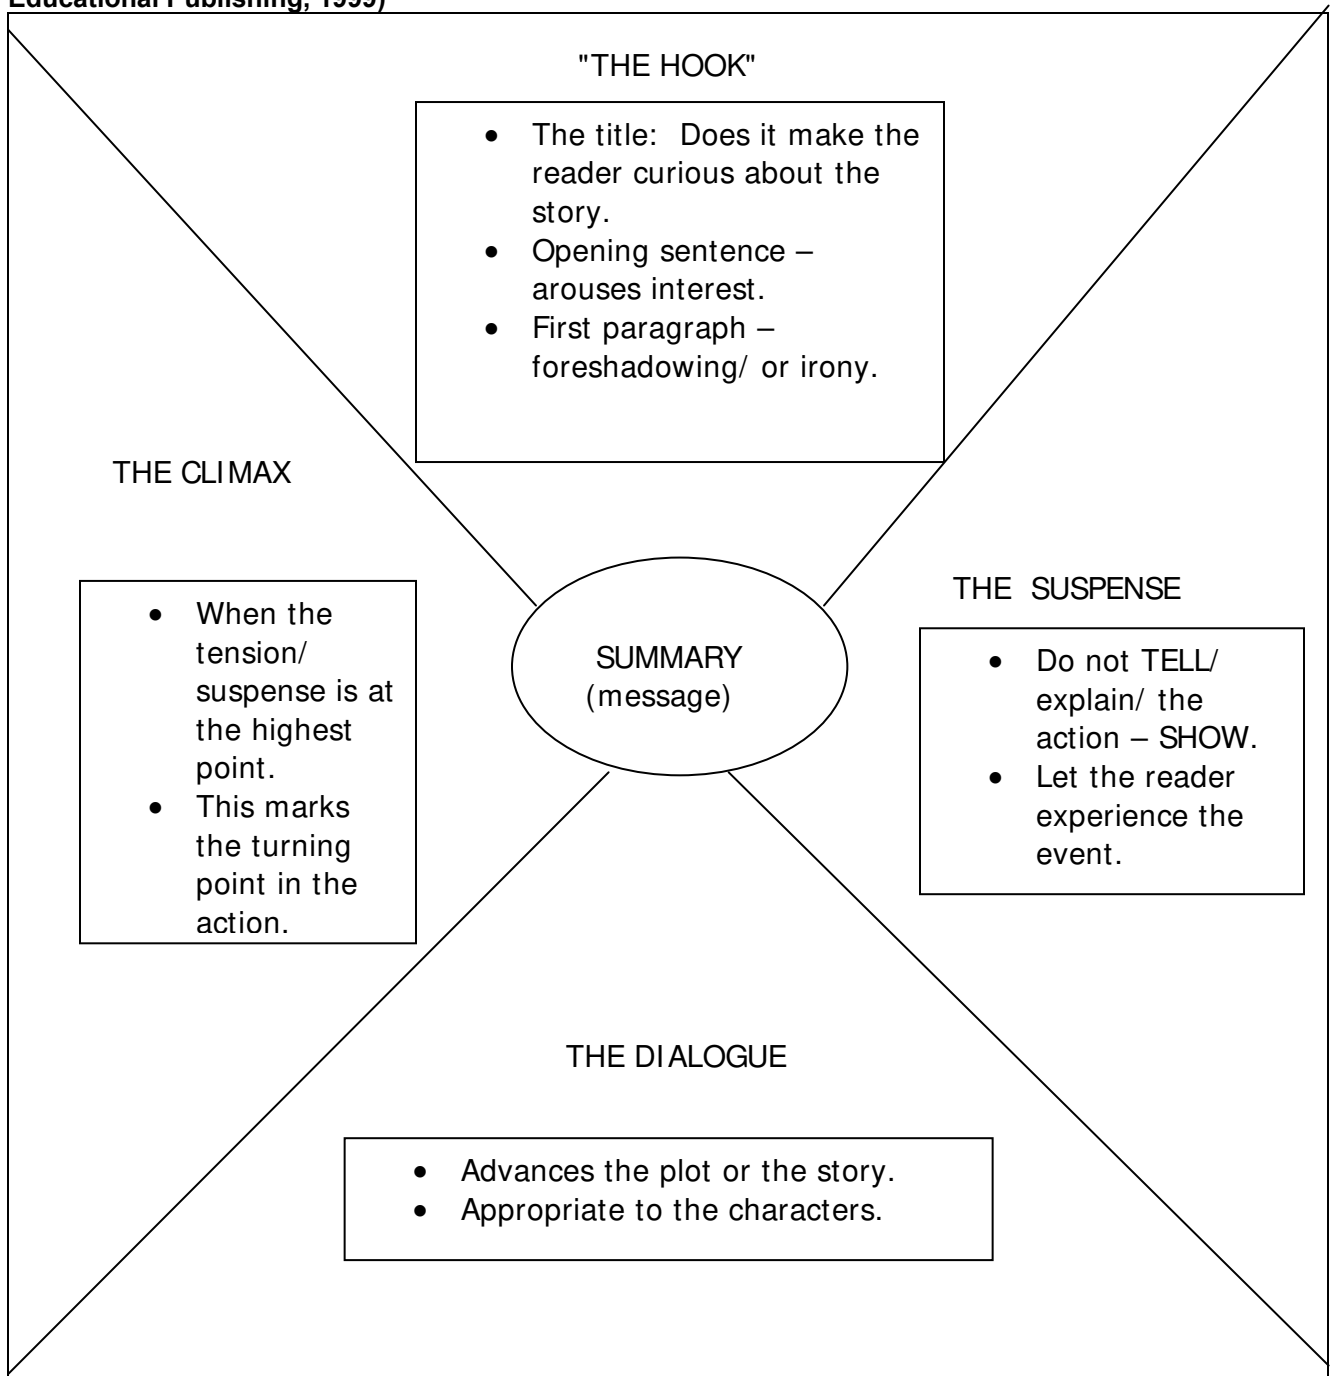 Educational Publishing, 1999)
"THE HOOK"
• The title: Does it make the
reader curious about the
story.
• Opening sentence –
arouses interest.
• First paragraph –
foreshadowing/ or irony.
THE CLIMAX
• When the
tension/
suspense is at
the highest
point.
• This marks
the turning
point in the
action.
SUMMARY
(message)
THE SUSPENSE
• Do not TELL/
explain/ the
action – SHOW.
• Let the reader
experience the
event.
THE DIALOGUE
• Advances the plot or the story.
• Appropriate to the characters.